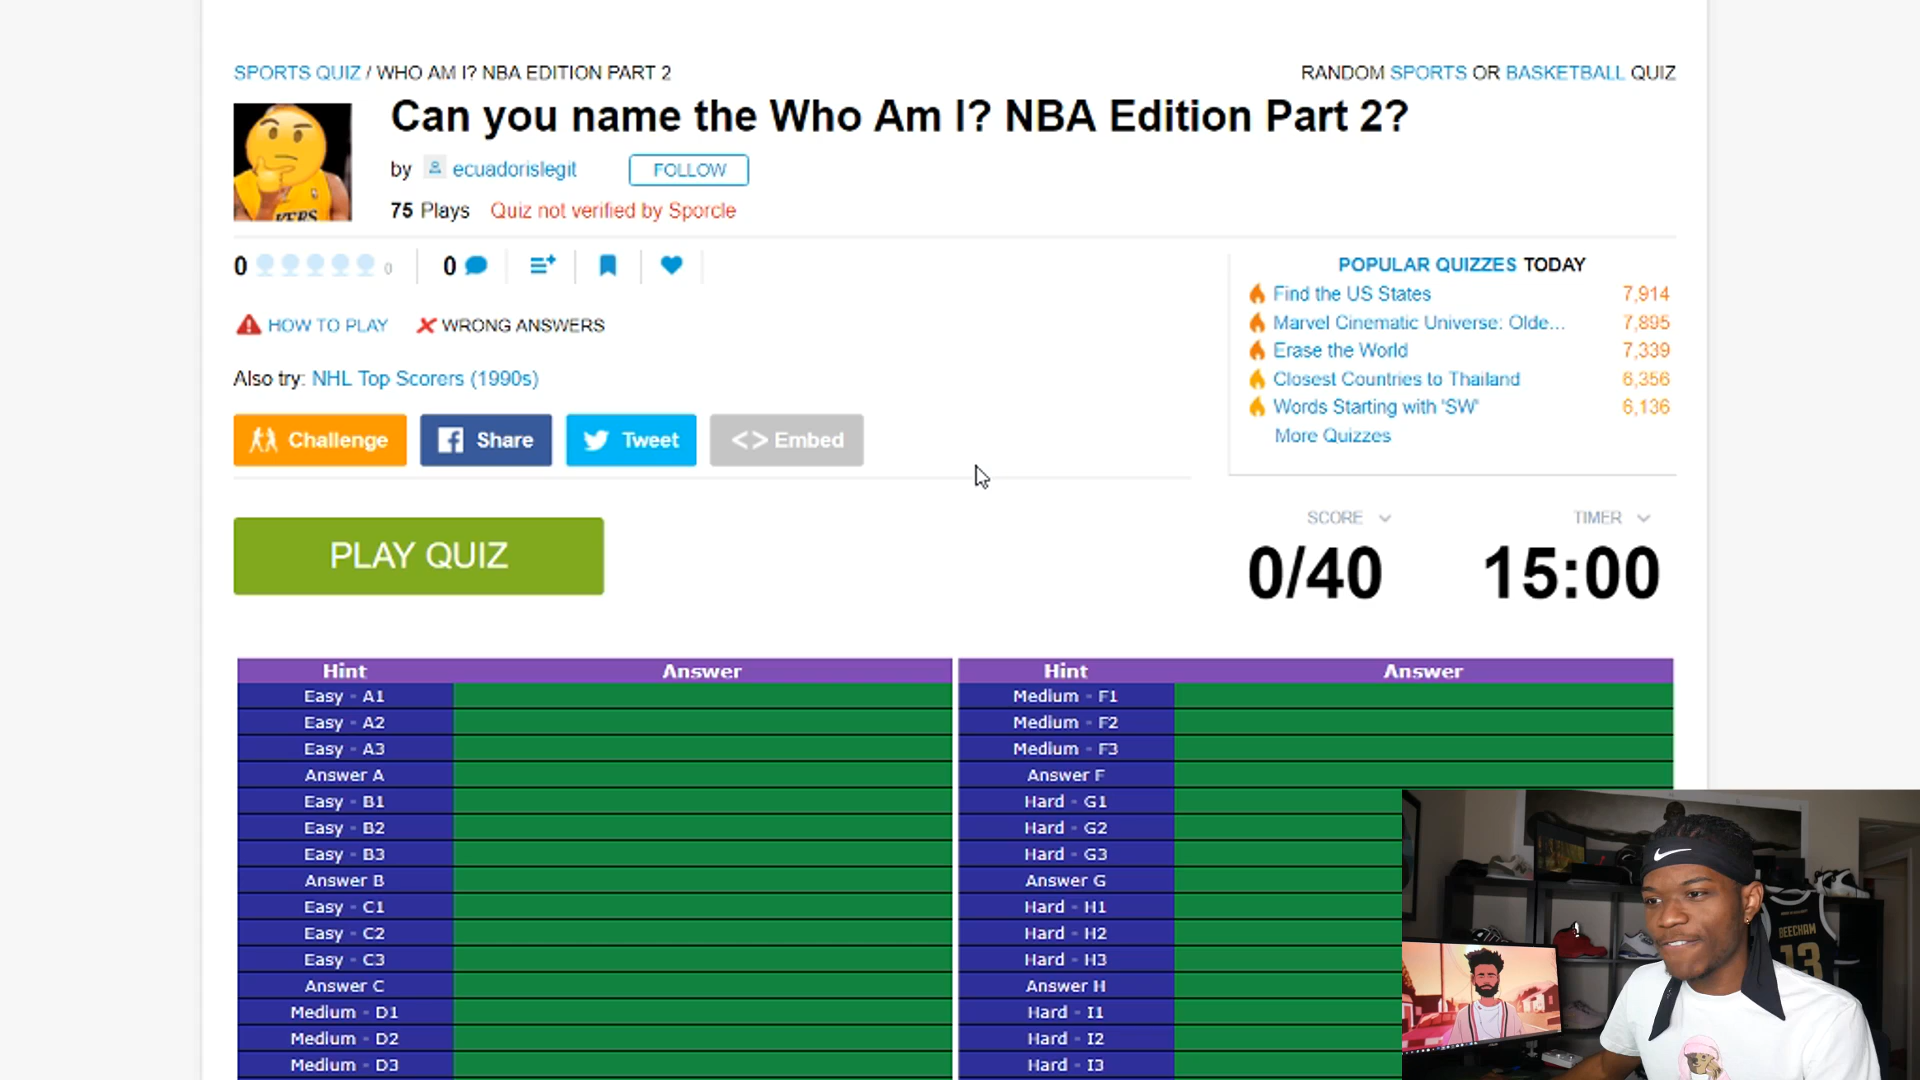 SPORTS QUIZ / WHO AM I? NBA EDITION PART 2
RANDOM SPORTS OR BASKETBALL QUIZ
Can you name the Who Am I? NBA Edition Part 2?
by ecuadorislegit
FOLLOW
75 Plays Quiz not verified by Sporcle
0 0 0
HOW TO PLAY WRONG ANSWERS
Also try: NHL Top Scorers (1990s)
Challenge Share Tweet <> Embed
POPULAR QUIZZES TODAY
Find the US States 7,914
Marvel Cinematic Universe: Olde... 7,895
Erase the World 7,339
Closest Countries to Thailand 6,356
Words Starting with 'SW' 6,136
More Quizzes
PLAY QUIZ
SCORE TIMER
0/40 15:00
Hint Answer
Easy - A1
Easy - A2
Easy - A3
Answer A
Easy - B1
Easy - B2
Easy - B3
Answer B
Easy - C1
Easy - C2
Easy - C3
Answer C
Medium - D1
Medium - D2
Medium - D3
Hint Answer
Medium - F1
Medium - F2
Medium - F3
Answer F
Hard - G1
Hard - G2
Hard - G3
Answer G
Hard - H1
Hard - H2
Hard - H3
Answer H
Hard - I1
Hard - I2
Hard - I3
BEECHAM
13